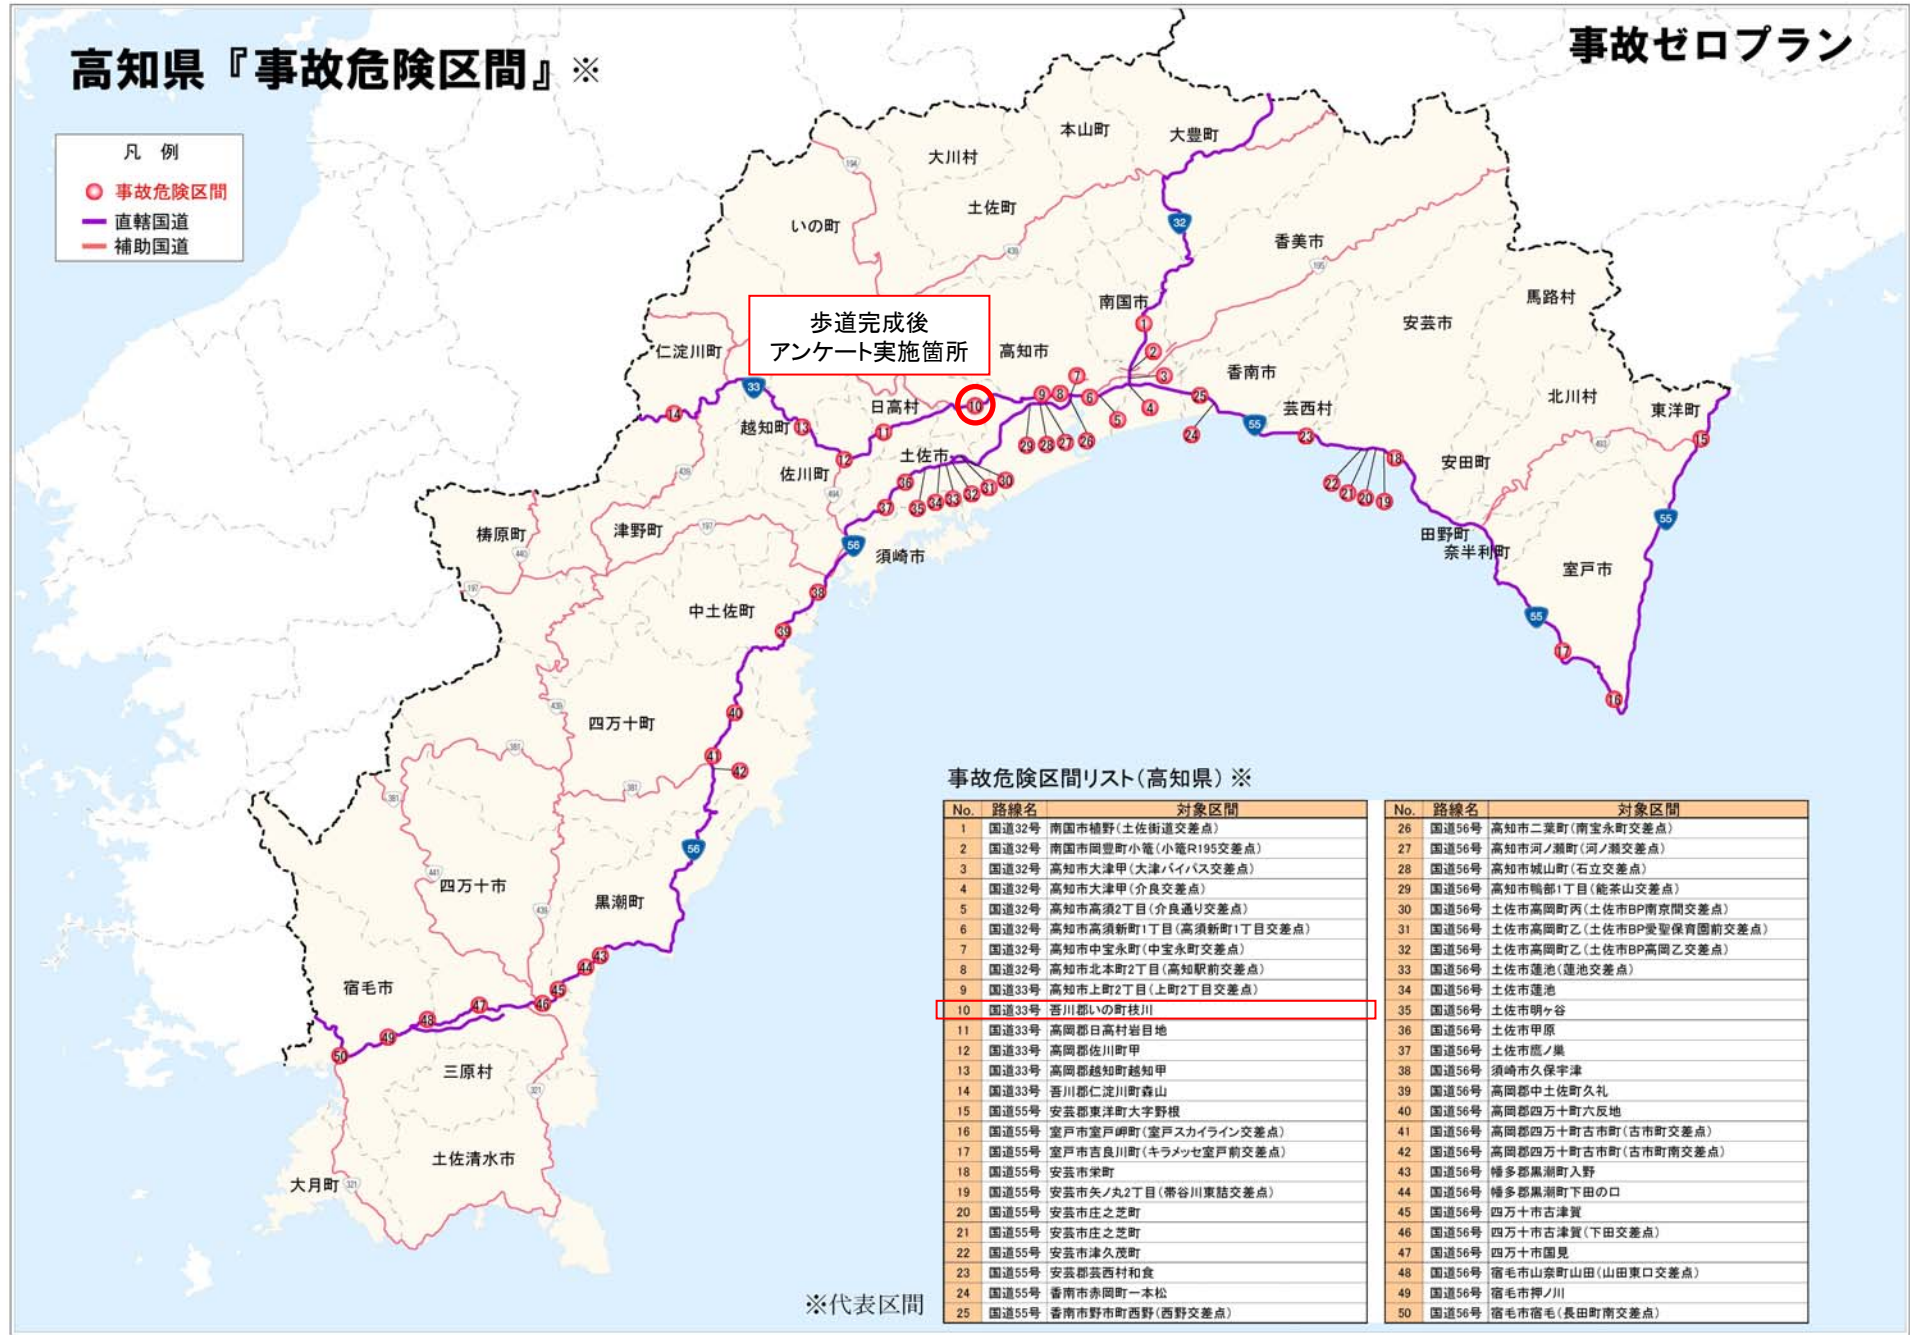 高知県『事故危険区間』※
事故ゼロプラン
凡 例
事故危険区間
直轄国道
補助国道
歩道完成後
アンケート実施箇所
本山町
大豊町
大川村
土佐町
いの町
香美市
南国市
馬路村
安芸市
仁淀川町
高知市
香南市
北川村
東洋町
日高村
芸西村
越知町
佐川町
土佐市
安田町
田野町
奈半利町
室戸市
梼原町
津野町
須崎市
中土佐町
四万十町
四万十市
黒潮町
宿毛市
三原村
土佐清水市
大月町
194
439
195
32
33
55
493
494
197
440
56
381
441
321
事故危険区間リスト(高知県)※
No. 路線名 対象区間
1 国道32号 南国市植野(土佐街道交差点)
2 国道32号 南国市岡豊町小篭(小篭R195交差点)
3 国道32号 高知市大津甲(大津バイパス交差点)
4 国道32号 高知市大津甲(介良交差点)
5 国道32号 高知市高須2丁目(介良通り交差点)
6 国道32号 高知市高須新町1丁目(高須新町1丁目交差点)
7 国道32号 高知市中宝永町(中宝永町交差点)
8 国道32号 高知市北本町2丁目(高知駅前交差点)
9 国道33号 高知市上町2丁目(上町2丁目交差点)
10 国道33号 吾川郡いの町枝川
11 国道33号 高岡郡日高村岩目地
12 国道33号 高岡郡佐川町甲
13 国道33号 高岡郡越知町越知甲
14 国道33号 吾川郡仁淀川町森山
15 国道55号 安芸郡東洋町大字野根
16 国道55号 室戸市室戸岬町(室戸スカイライン交差点)
17 国道55号 室戸市吉良川町(キラメッセ室戸前交差点)
18 国道55号 安芸市栄町
19 国道55号 安芸市矢ノ丸2丁目(帯谷川東詰交差点)
20 国道55号 安芸市庄之芝町
21 国道55号 安芸市庄之芝町
22 国道55号 安芸市津久茂町
23 国道55号 安芸郡芸西村和食
24 国道55号 香南市赤岡町一本松
25 国道55号 香南市野市町西野(西野交差点)
No. 路線名 対象区間
26 国道56号 高知市二葉町(南宝永町交差点)
27 国道56号 高知市河ノ瀬町(河ノ瀬交差点)
28 国道56号 高知市城山町(石立交差点)
29 国道56号 高知市鴨部1丁目(能茶山交差点)
30 国道56号 土佐市高岡町丙(土佐市BP南京間交差点)
31 国道56号 土佐市高岡町乙(土佐市BP愛聖保育園前交差点)
32 国道56号 土佐市高岡町乙(土佐市BP高岡乙交差点)
33 国道56号 土佐市蓮池(蓮池交差点)
34 国道56号 土佐市蓮池
35 国道56号 土佐市明ヶ谷
36 国道56号 土佐市甲原
37 国道56号 土佐市鷹ノ巣
38 国道56号 須崎市久保宇津
39 国道56号 高岡郡中土佐町久礼
40 国道56号 高岡郡四万十町六反地
41 国道56号 高岡郡四万十町古市町(古市町交差点)
42 国道56号 高岡郡四万十町古市町(古市町南交差点)
43 国道56号 幡多郡黒潮町入野
44 国道56号 幡多郡黒潮町下田の口
45 国道56号 四万十市古津賀
46 国道56号 四万十市古津賀(下田交差点)
47 国道56号 四万十市国見
48 国道56号 宿毛市山奈町山田(山田東口交差点)
49 国道56号 宿毛市押ノ川
50 国道56号 宿毛市宿毛(長田町南交差点)
※代表区間